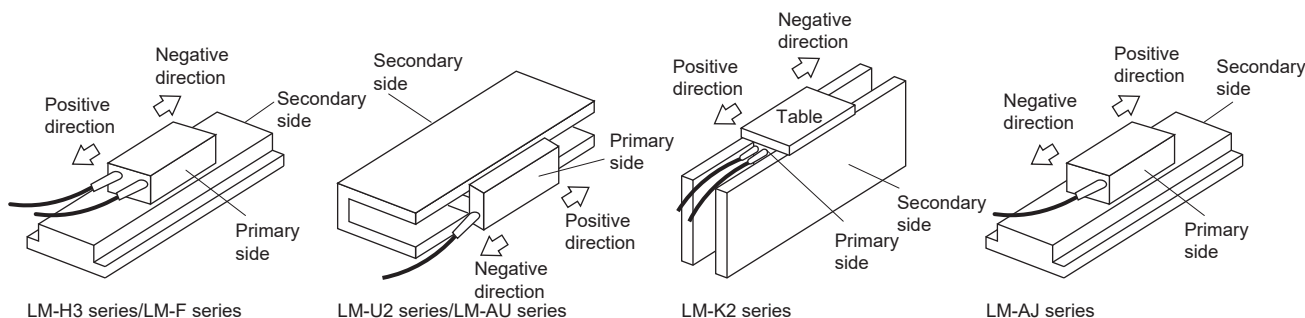 Negative
direction
Positive
direction
Secondary
side
Primary
side
LM-H3 series/LM-F series
Secondary
side
Primary
side
Positive
direction
Negative
direction
LM-U2 series/LM-AU series
Negative
direction
Positive
direction
Table
Secondary
side
Primary
side
LM-K2 series
Positive
direction
Secondary
side
Negative
direction
Primary
side
LM-AJ series